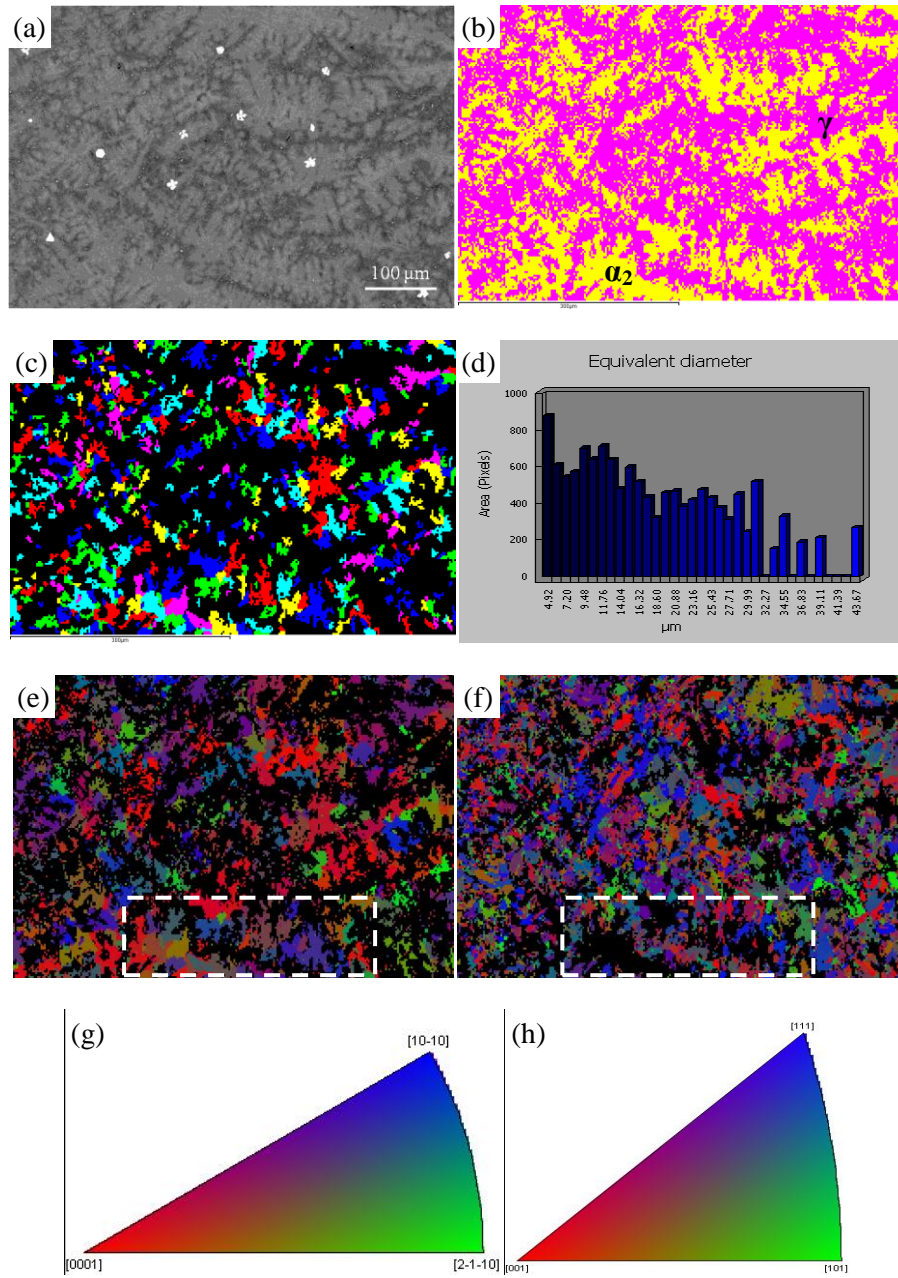 (a)
100 µm
(b)
γ
α2
300µm
(c)
300µm
(d)
Equivalent diameter
Area (Pixels)
1000
800
600
400
200
0
4.92 7.20 9.48 11.76 14.04 16.32 18.60 20.88 23.16 25.43 27.71 29.99 32.27 34.55 36.83 39.11 41.39 43.67
µm
(e)
(f)
(g)
[10-10]
[0001]
[2-1-10]
(h)
[111]
[001]
[101]